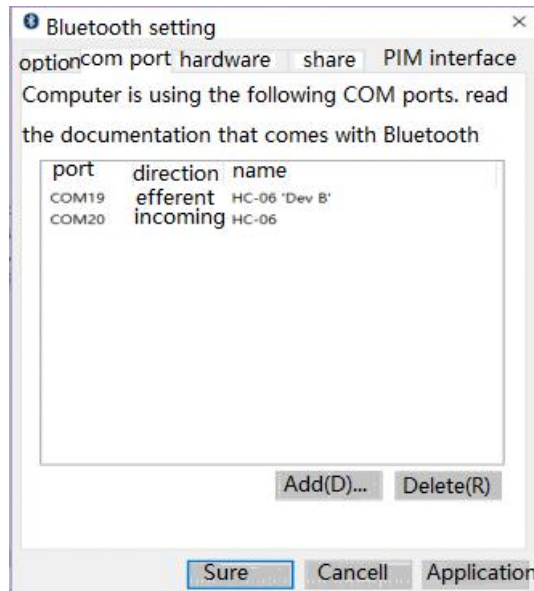 Bluetooth setting
option com port hardware share PIM interface
Computer is using the following COM ports. read
the documentation that comes with Bluetooth
port direction name
COM19 efferent HC-06 'Dev B'
COM20 incoming HC-06
Add(D)... Delete(R)
Sure Cancell Application